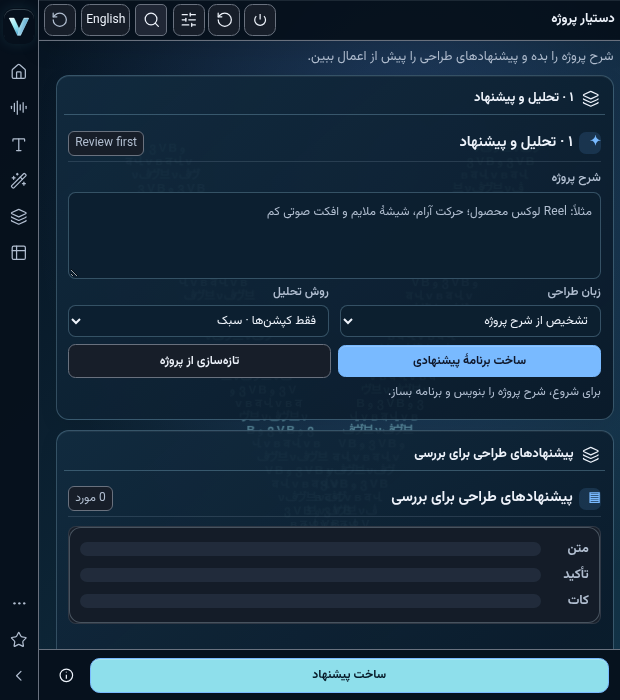 دستیار پروژه
English
شرح پروژه را بده و پیشنهادهای طراحی را پیش از اعمال ببین.
۰۱ · تحلیل و پیشنهاد
۰۱ · تحلیل و پیشنهاد
Review first
شرح پروژه
مثلاً: Reel لوکس محصول؛ حرکت آرام، شیشهٔ ملایم و افکت صوتی کم
زبان طراحی
روش تحلیل
تشخیص از شرح پروژه
فقط کپشن‌ها · سبک
ساخت برنامهٔ پیشنهادی
تازه‌سازی از پروژه
برای شروع، شرح پروژه را بنویس و برنامه بساز.
پیشنهادهای طراحی برای بررسی
پیشنهادهای طراحی برای بررسی
0 مورد
متن
تأکید
کات
ساخت پیشنهاد